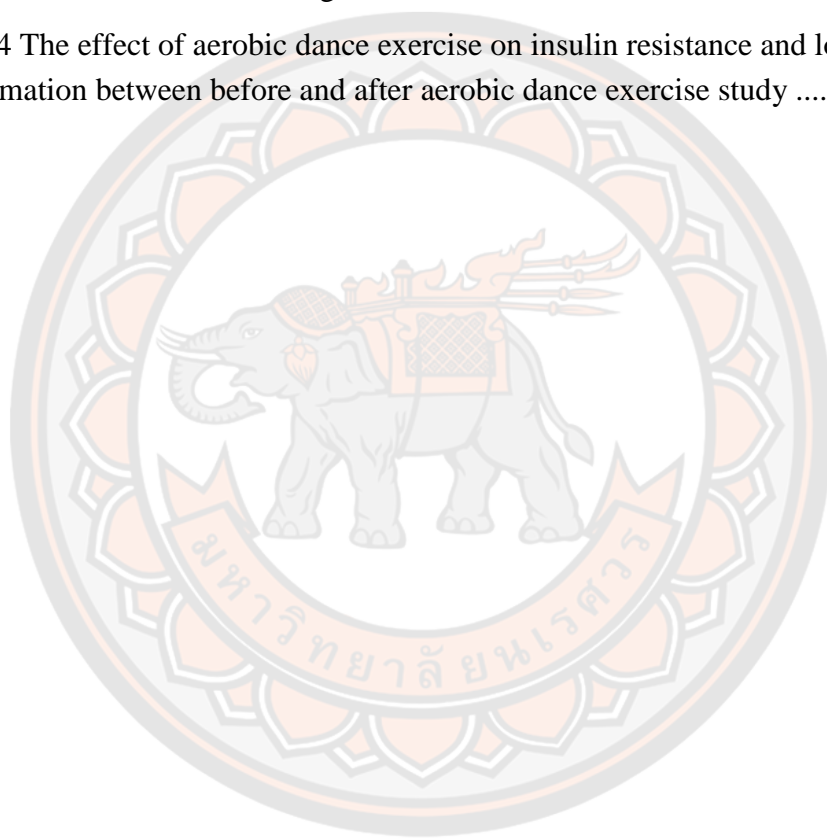 4 The effect of aerobic dance exercise on insulin resistance and l
mation between before and after aerobic dance exercise study ....
มหาวิทยาลัยนเรศวร